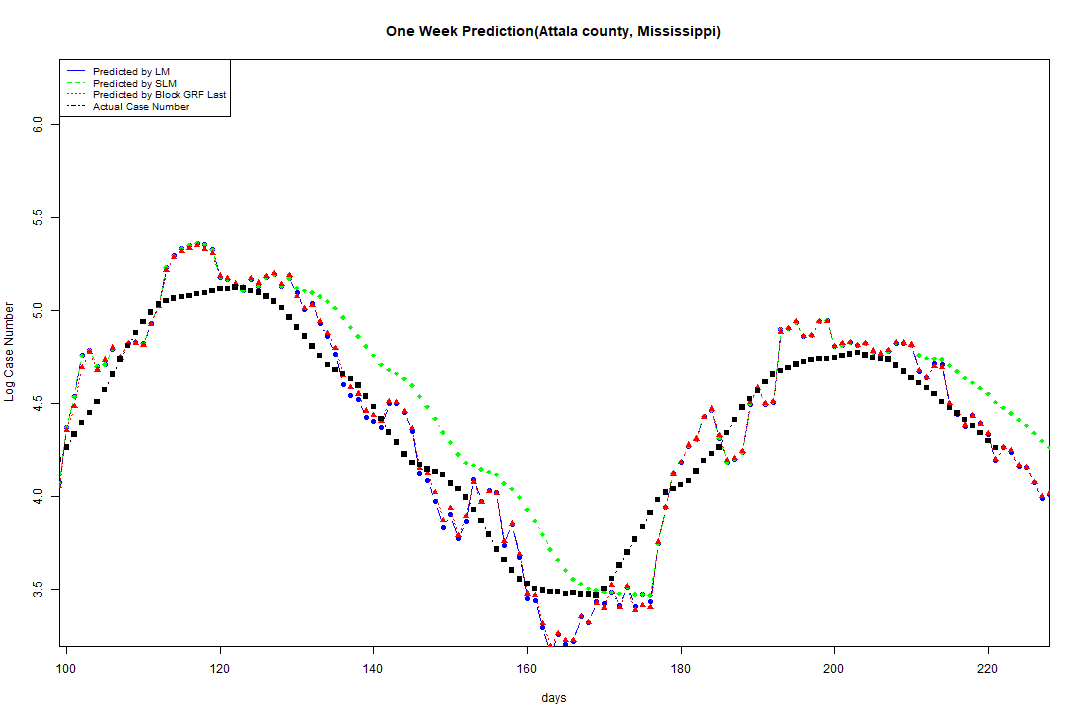 One Week Prediction(Attala county, Mississippi)
Predicted by LM
Predicted by SLM
Predicted by Block GRF Last
Actual Case Number
Log Case Number
6.0
5.5
5.0
4.5
4.0
3.5
100 120 140 160 180 200 220
days